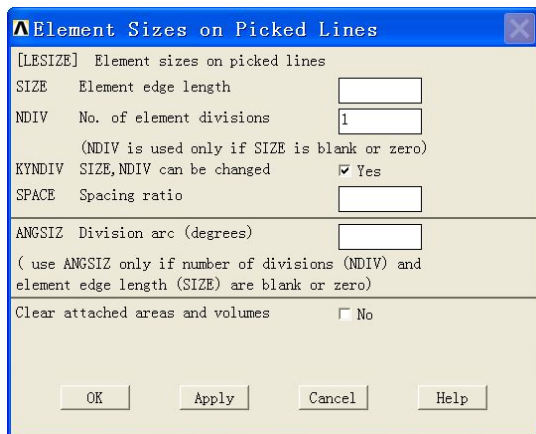 Element Sizes on Picked Lines
[LESIZE] Element sizes on picked lines
SIZE Element edge length
NDIV No. of element divisions 1
(NDIV is used only if SIZE is blank or zero)
KYNDIV SIZE,NDIV can be changed Yes
SPACE Spacing ratio
ANGSIZ Division arc (degrees)
( use ANGSIZ only if number of divisions (NDIV) and
element edge length (SIZE) are blank or zero)
Clear attached areas and volumes No
OK Apply Cancel Help